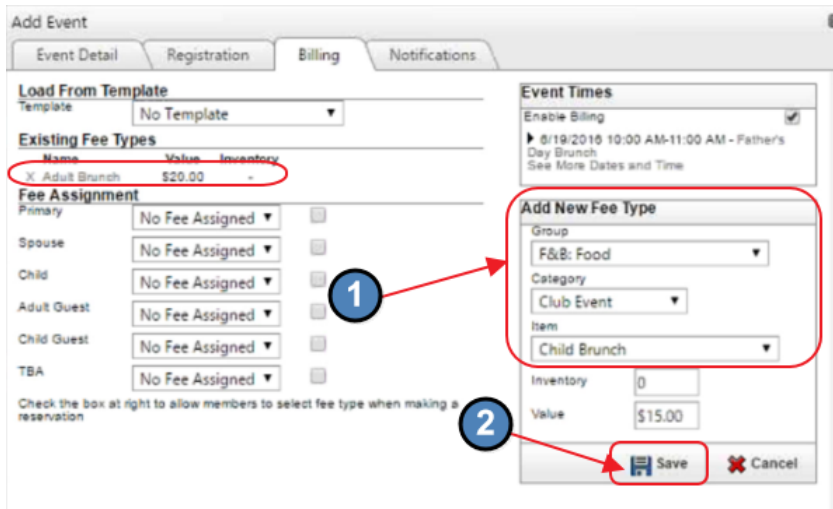 Add Event
Event Detail Registration Billing Notifications
Load From Template
Template No Template
Existing Fee Types
Name Value Inventory
X Adult Brunch $20.00 -
Fee Assignment
Primary No Fee Assigned
Spouse No Fee Assigned
Child No Fee Assigned
Adult Guest No Fee Assigned
Child Guest No Fee Assigned
TBA No Fee Assigned
Check the box at right to allow members to select fee type when making a
reservation
Event Times
Enable Billing
6/19/2016 10:00 AM-11:00 AM - Father's
Day Brunch
See More Dates and Time
Add New Fee Type
Group
F&B: Food
Category
Club Event
Item
Child Brunch
Inventory 0
Value $15.00
Save Cancel
1
2